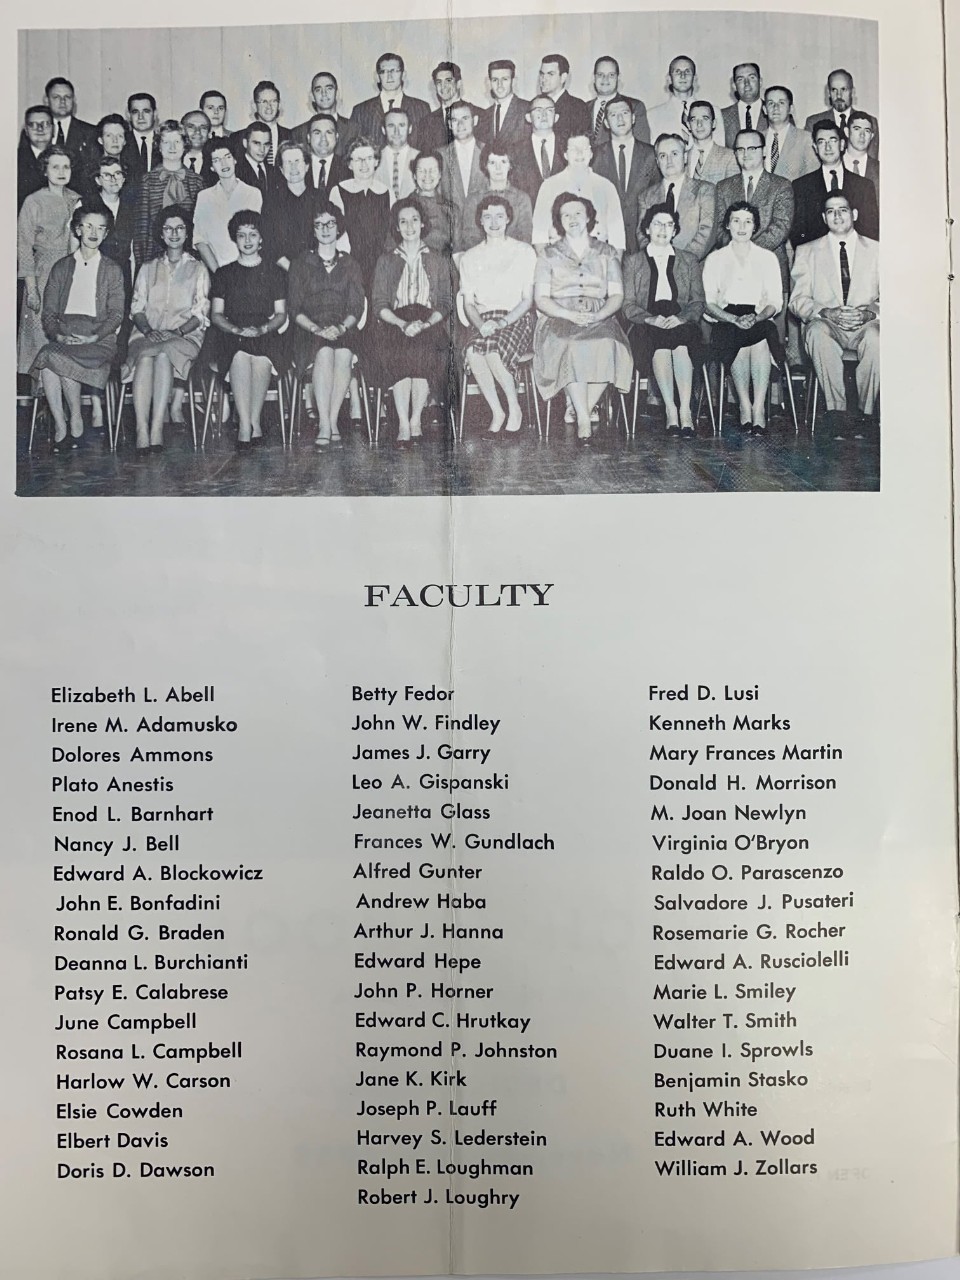 FACULTY
Elizabeth L. Abell
Irene M. Adamusko
Dolores Ammons
Plato Anestis
Enod L. Barnhart
Nancy J. Bell
Edward A. Blockowicz
John E. Bonfadini
Ronald G. Braden
Deanna L. Burchianti
Patsy E. Calabrese
June Campbell
Rosana L. Campbell
Harlow W. Carson
Elsie Cowden
Elbert Davis
Doris D. Dawson
Betty Fedor
John W. Findley
James J. Garry
Leo A. Gispanski
Jeanetta Glass
Frances W. Gundlach
Alfred Gunter
Andrew Haba
Arthur J. Hanna
Edward Hepe
John P. Horner
Edward C. Hrutkay
Raymond P. Johnston
Jane K. Kirk
Joseph P. Lauff
Harvey S. Lederstein
Ralph E. Loughman
Robert J. Loughry
Fred D. Lusi
Kenneth Marks
Mary Frances Martin
Donald H. Morrison
M. Joan Newlyn
Virginia O'Bryon
Raldo O. Parascenzo
Salvadore J. Pusateri
Rosemarie G. Rocher
Edward A. Rusciolelli
Marie L. Smiley
Walter T. Smith
Duane I. Sprowls
Benjamin Stasko
Ruth White
Edward A. Wood
William J. Zollars